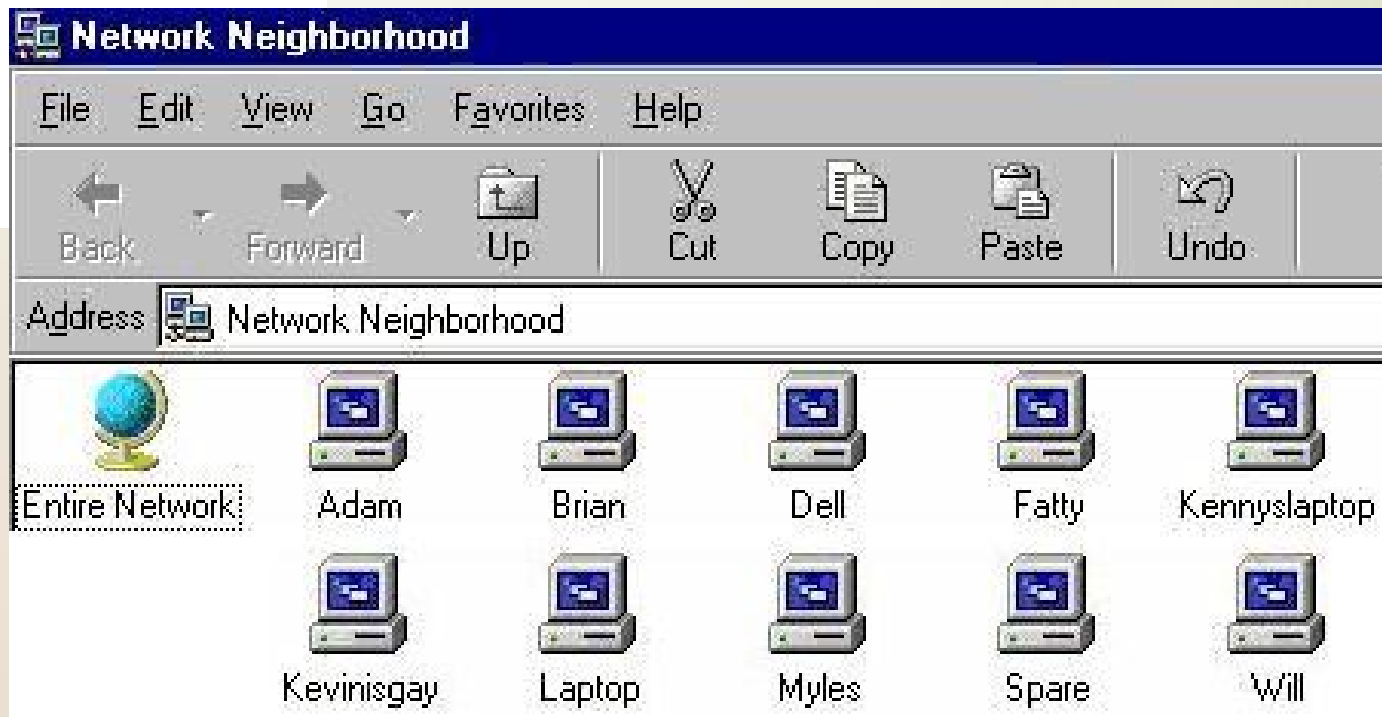 Network Neighborhood
File Edit View Go Favorites Help
Back Forward Up Cut Copy Paste Undo
Address Network Neighborhood
Entire Network Adam Brian Dell Fatty Kennyslaptop
Kevinisgay Laptop Myles Spare Will